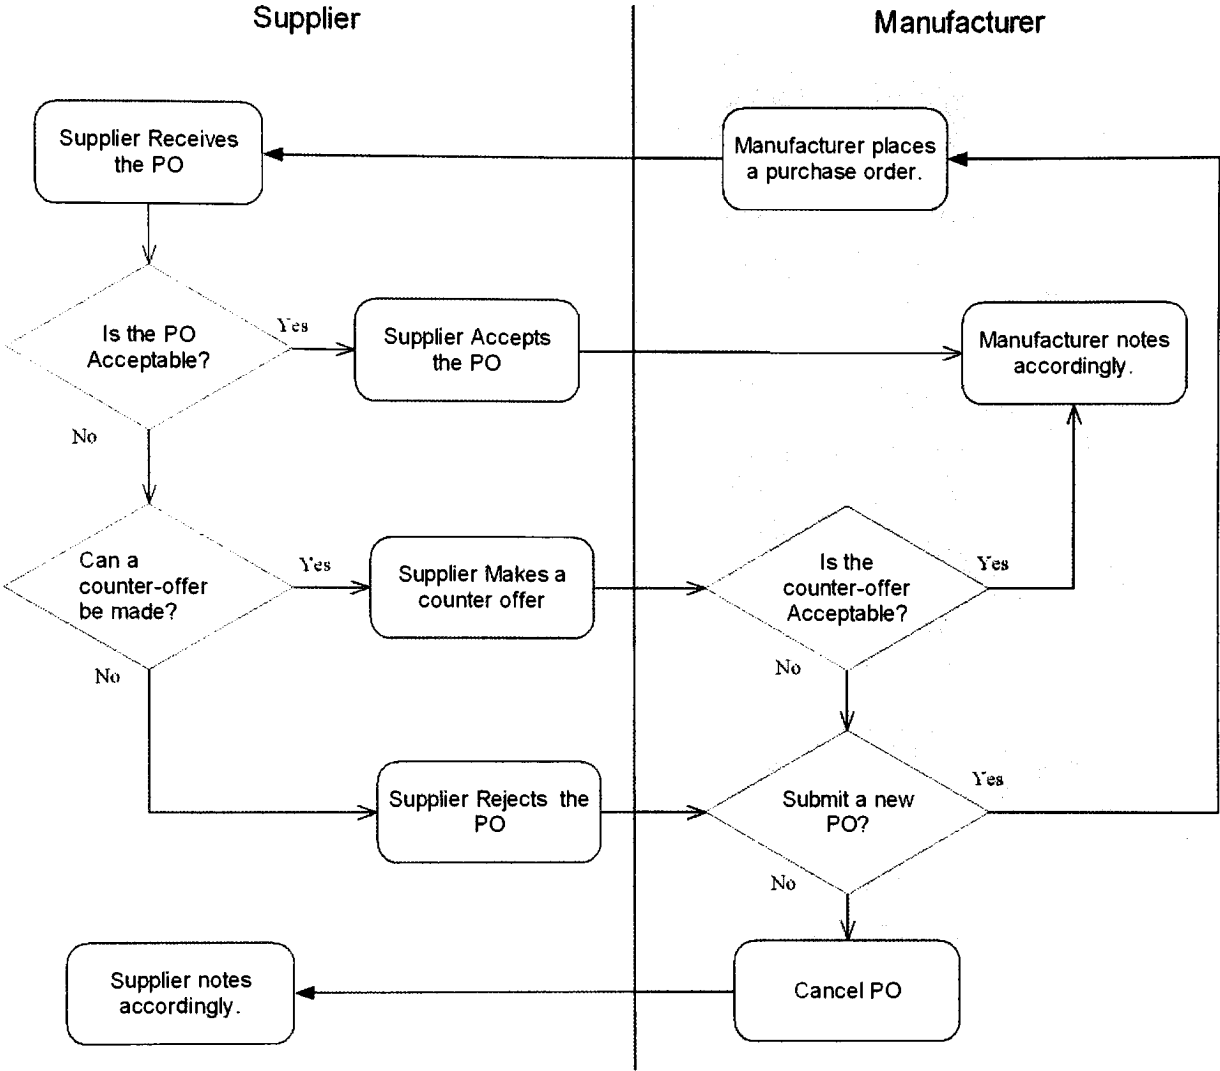 Supplier
Manufacturer
Supplier Receives
the PO
Manufacturer places
a purchase order.
Is the PO
Acceptable?
Yes
Supplier Accepts
the PO
Manufacturer notes
accordingly.
No
Can a
counter-offer
be made?
Yes
Supplier Makes a
counter offer
Is the
counter-offer
Acceptable?
Yes
No
No
Supplier Rejects the
PO
Submit a new
PO?
Yes
No
Supplier notes
accordingly.
Cancel PO